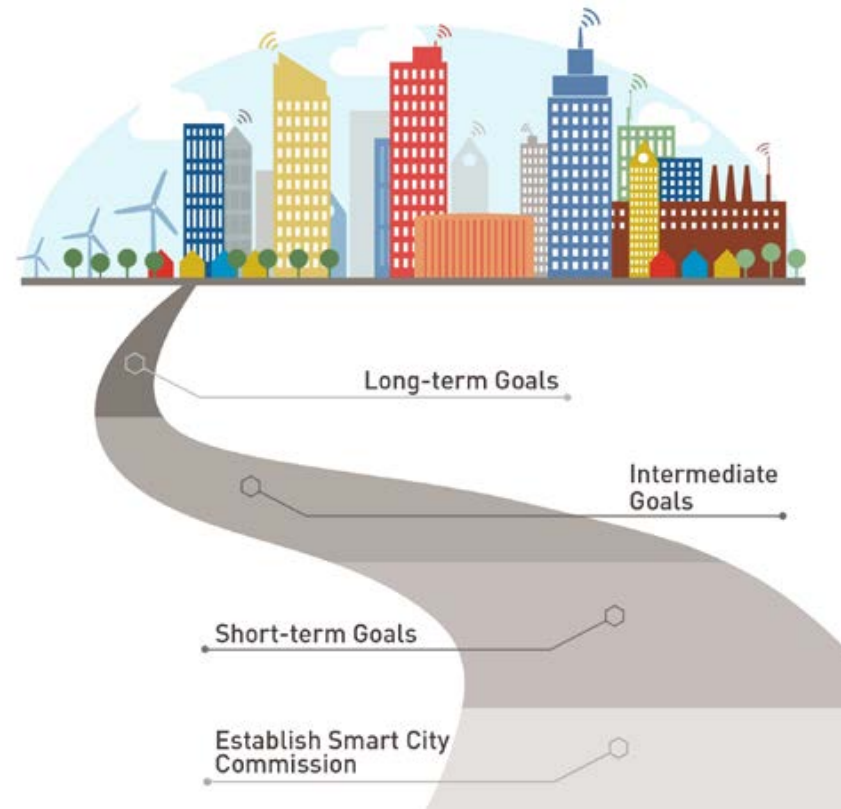 Long-term Goals
Intermediate
Goals
Short-term Goals
Establish Smart City
Commission